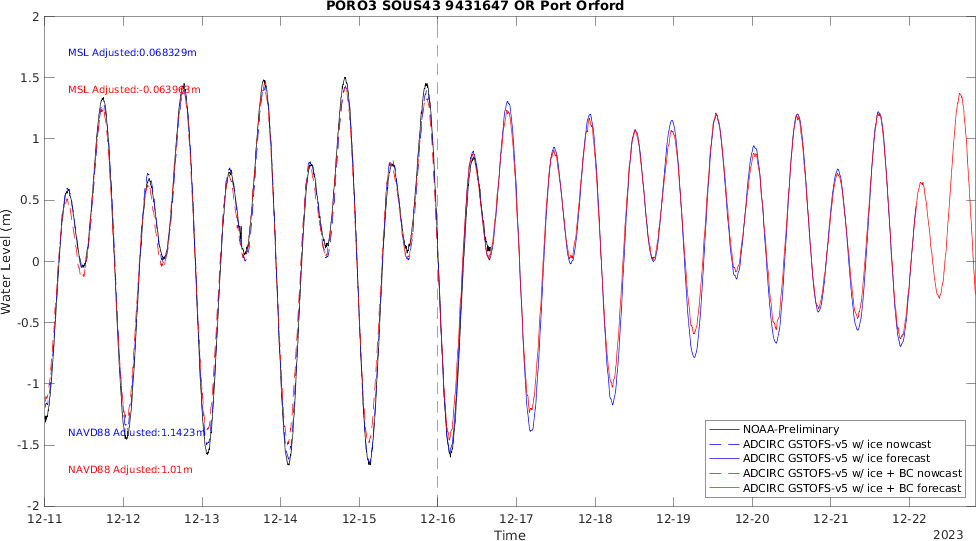 PORO3 SOUS43 9431647 OR Port Orford
2
1.5
1
0.5
0
-0.5
-1
-1.5
-2
Water Level (m)
MSL Adjusted:0.068329m
MSL Adjusted:-0.063963m
NAVD88 Adjusted:1.1423m
NAVD88 Adjusted:1.01m
NOAA-Preliminary
ADCIRC GSTOFS-v5 w/ ice nowcast
ADCIRC GSTOFS-v5 w/ ice forecast
ADCIRC GSTOFS-v5 w/ ice + BC nowcast
ADCIRC GSTOFS-v5 w/ ice + BC forecast
12-11 12-12 12-13 12-14 12-15 12-16 12-17 12-18 12-19 12-20 12-21 12-22
Time
2023